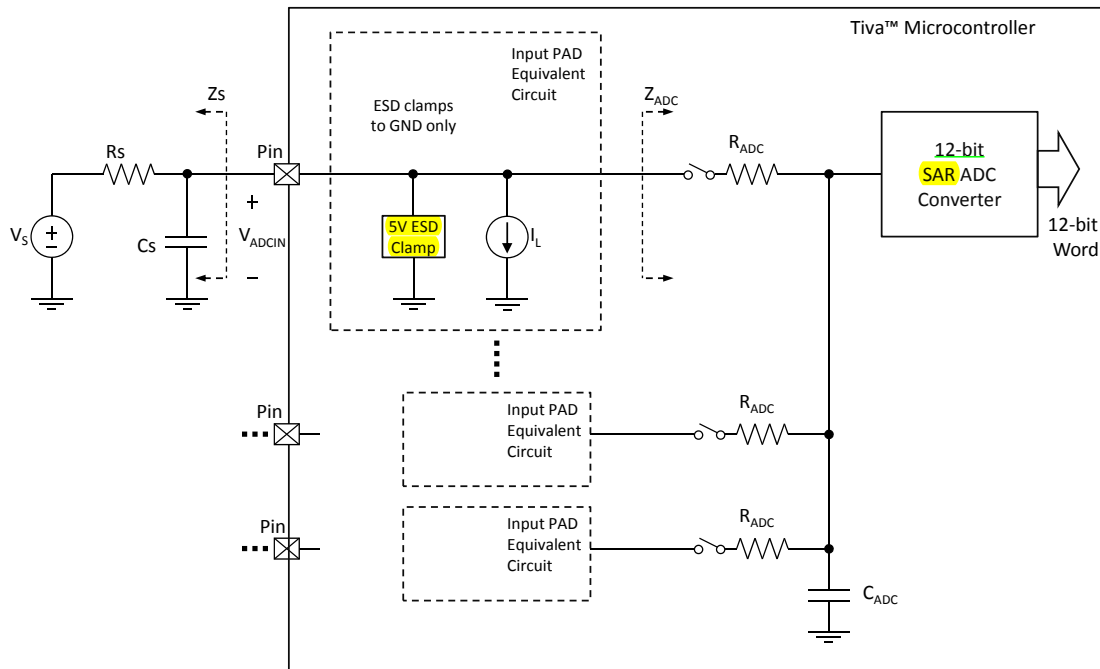 Tiva™ Microcontroller
Input PAD
Equivalent
Circuit
ESD clamps
to GND only
Zs
Z_ADC
Rs
Pin
R_ADC
12-bit
SAR ADC
Converter
+
V_ADCIN
−
V_S
+
−
Cs
5V ESD
Clamp
I_L
12-bit
Word
Pin
Input PAD
Equivalent
Circuit
R_ADC
Pin
Input PAD
Equivalent
Circuit
R_ADC
C_ADC